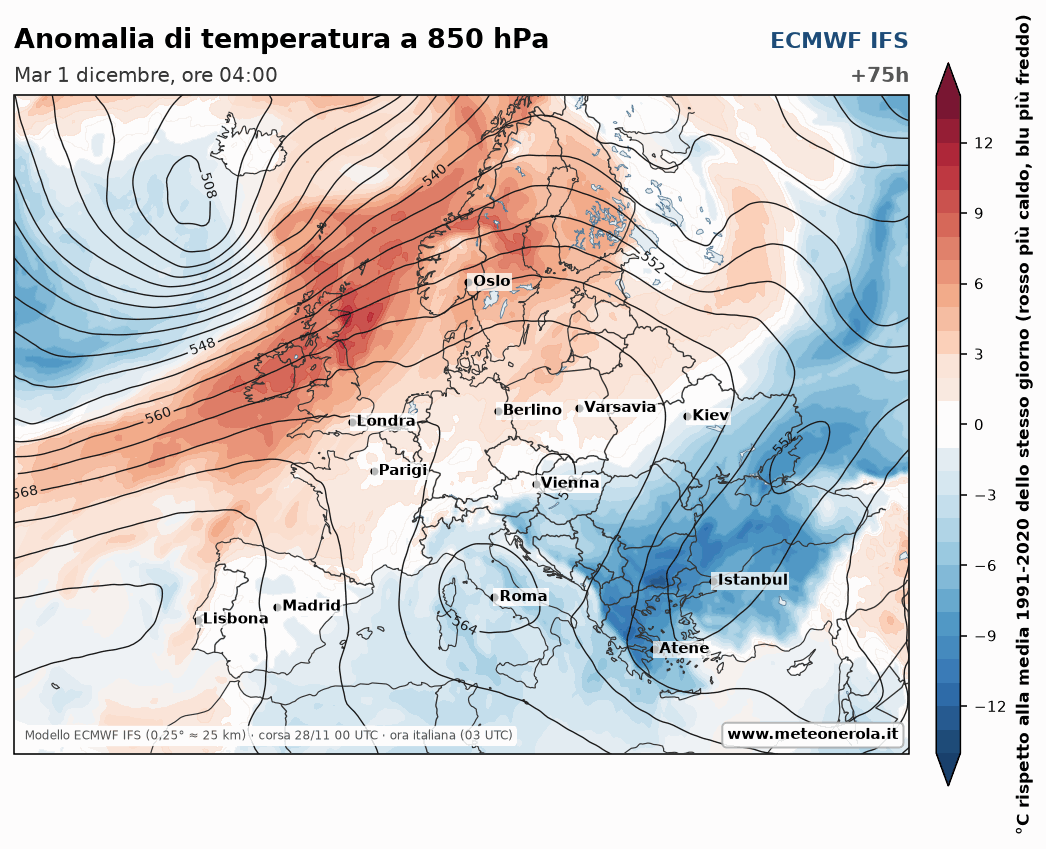 Anomalia di temperatura a 850 hPa
ECMWF IFS
Mar 1 dicembre, ore 04:00
+75h
508
540
552
548
560
568
552
564
Oslo
Londra
Berlino
Varsavia
Kiev
Parigi
Vienna
Istanbul
Roma
Madrid
Lisbona
Atene
12
9
6
3
0
−3
−6
−9
−12
°C rispetto alla media 1991-2020 dello stesso giorno (rosso più caldo, blu più freddo)
Modello ECMWF IFS (0,25° ≈ 25 km) · corsa 28/11 00 UTC · ora italiana (03 UTC)
www.meteonerola.it